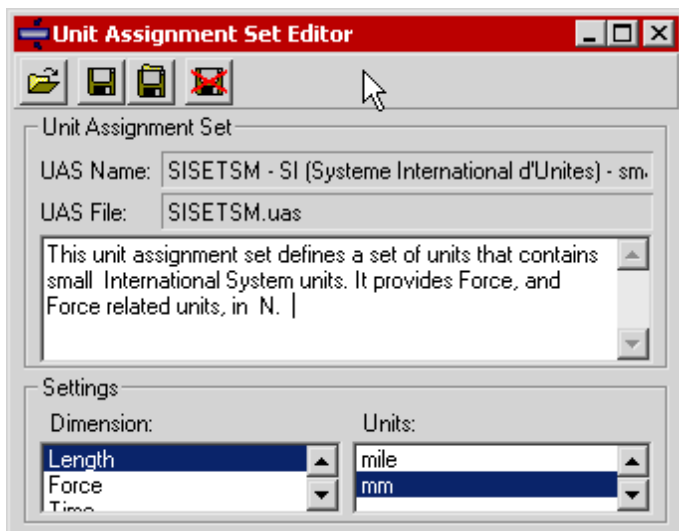 Unit Assignment Set Editor
Unit Assignment Set
UAS Name: SISETSM - SI (Systeme International d'Unites) - sm
UAS File: SISETSM.uas
This unit assignment set defines a set of units that contains
small  International System units. It provides Force, and
Force related units, in  N.
Settings
Dimension: Units:
Length mile
Force mm
Time